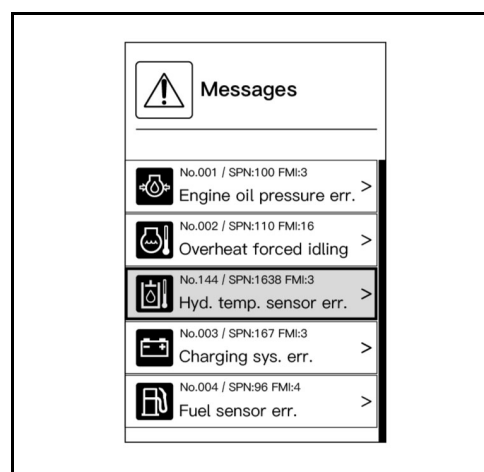 Messages
No.001 / SPN:100 FMI:3
Engine oil pressure err.
>
No.002 / SPN:110 FMI:16
Overheat forced idling
>
No.144 / SPN:1638 FMI:3
Hyd. temp. sensor err.
>
No.003 / SPN:167 FMI:3
Charging sys. err.
>
No.004 / SPN:96 FMI:4
Fuel sensor err.
>